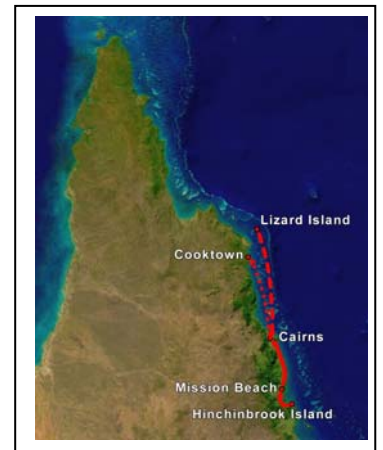 Lizard Island
Cooktown
Cairns
Mission Beach
Hinchinbrook Island